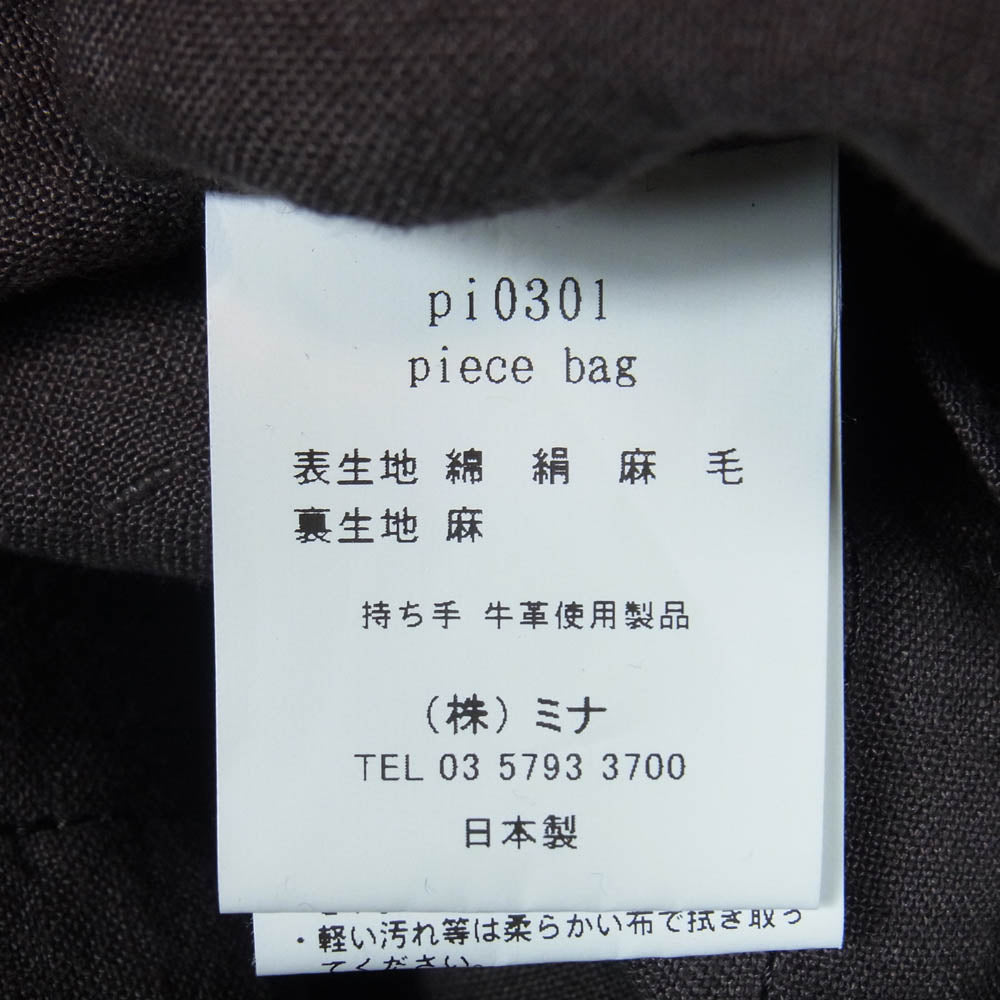 pi0301
piece bag
表生地 綿 絹 麻 毛
裏生地 麻
持ち手 牛革使用製品
（株）ミナ
TEL 03 5793 3700
日本製
・軽い汚れ等は柔らかい布で拭き取っ
てください。